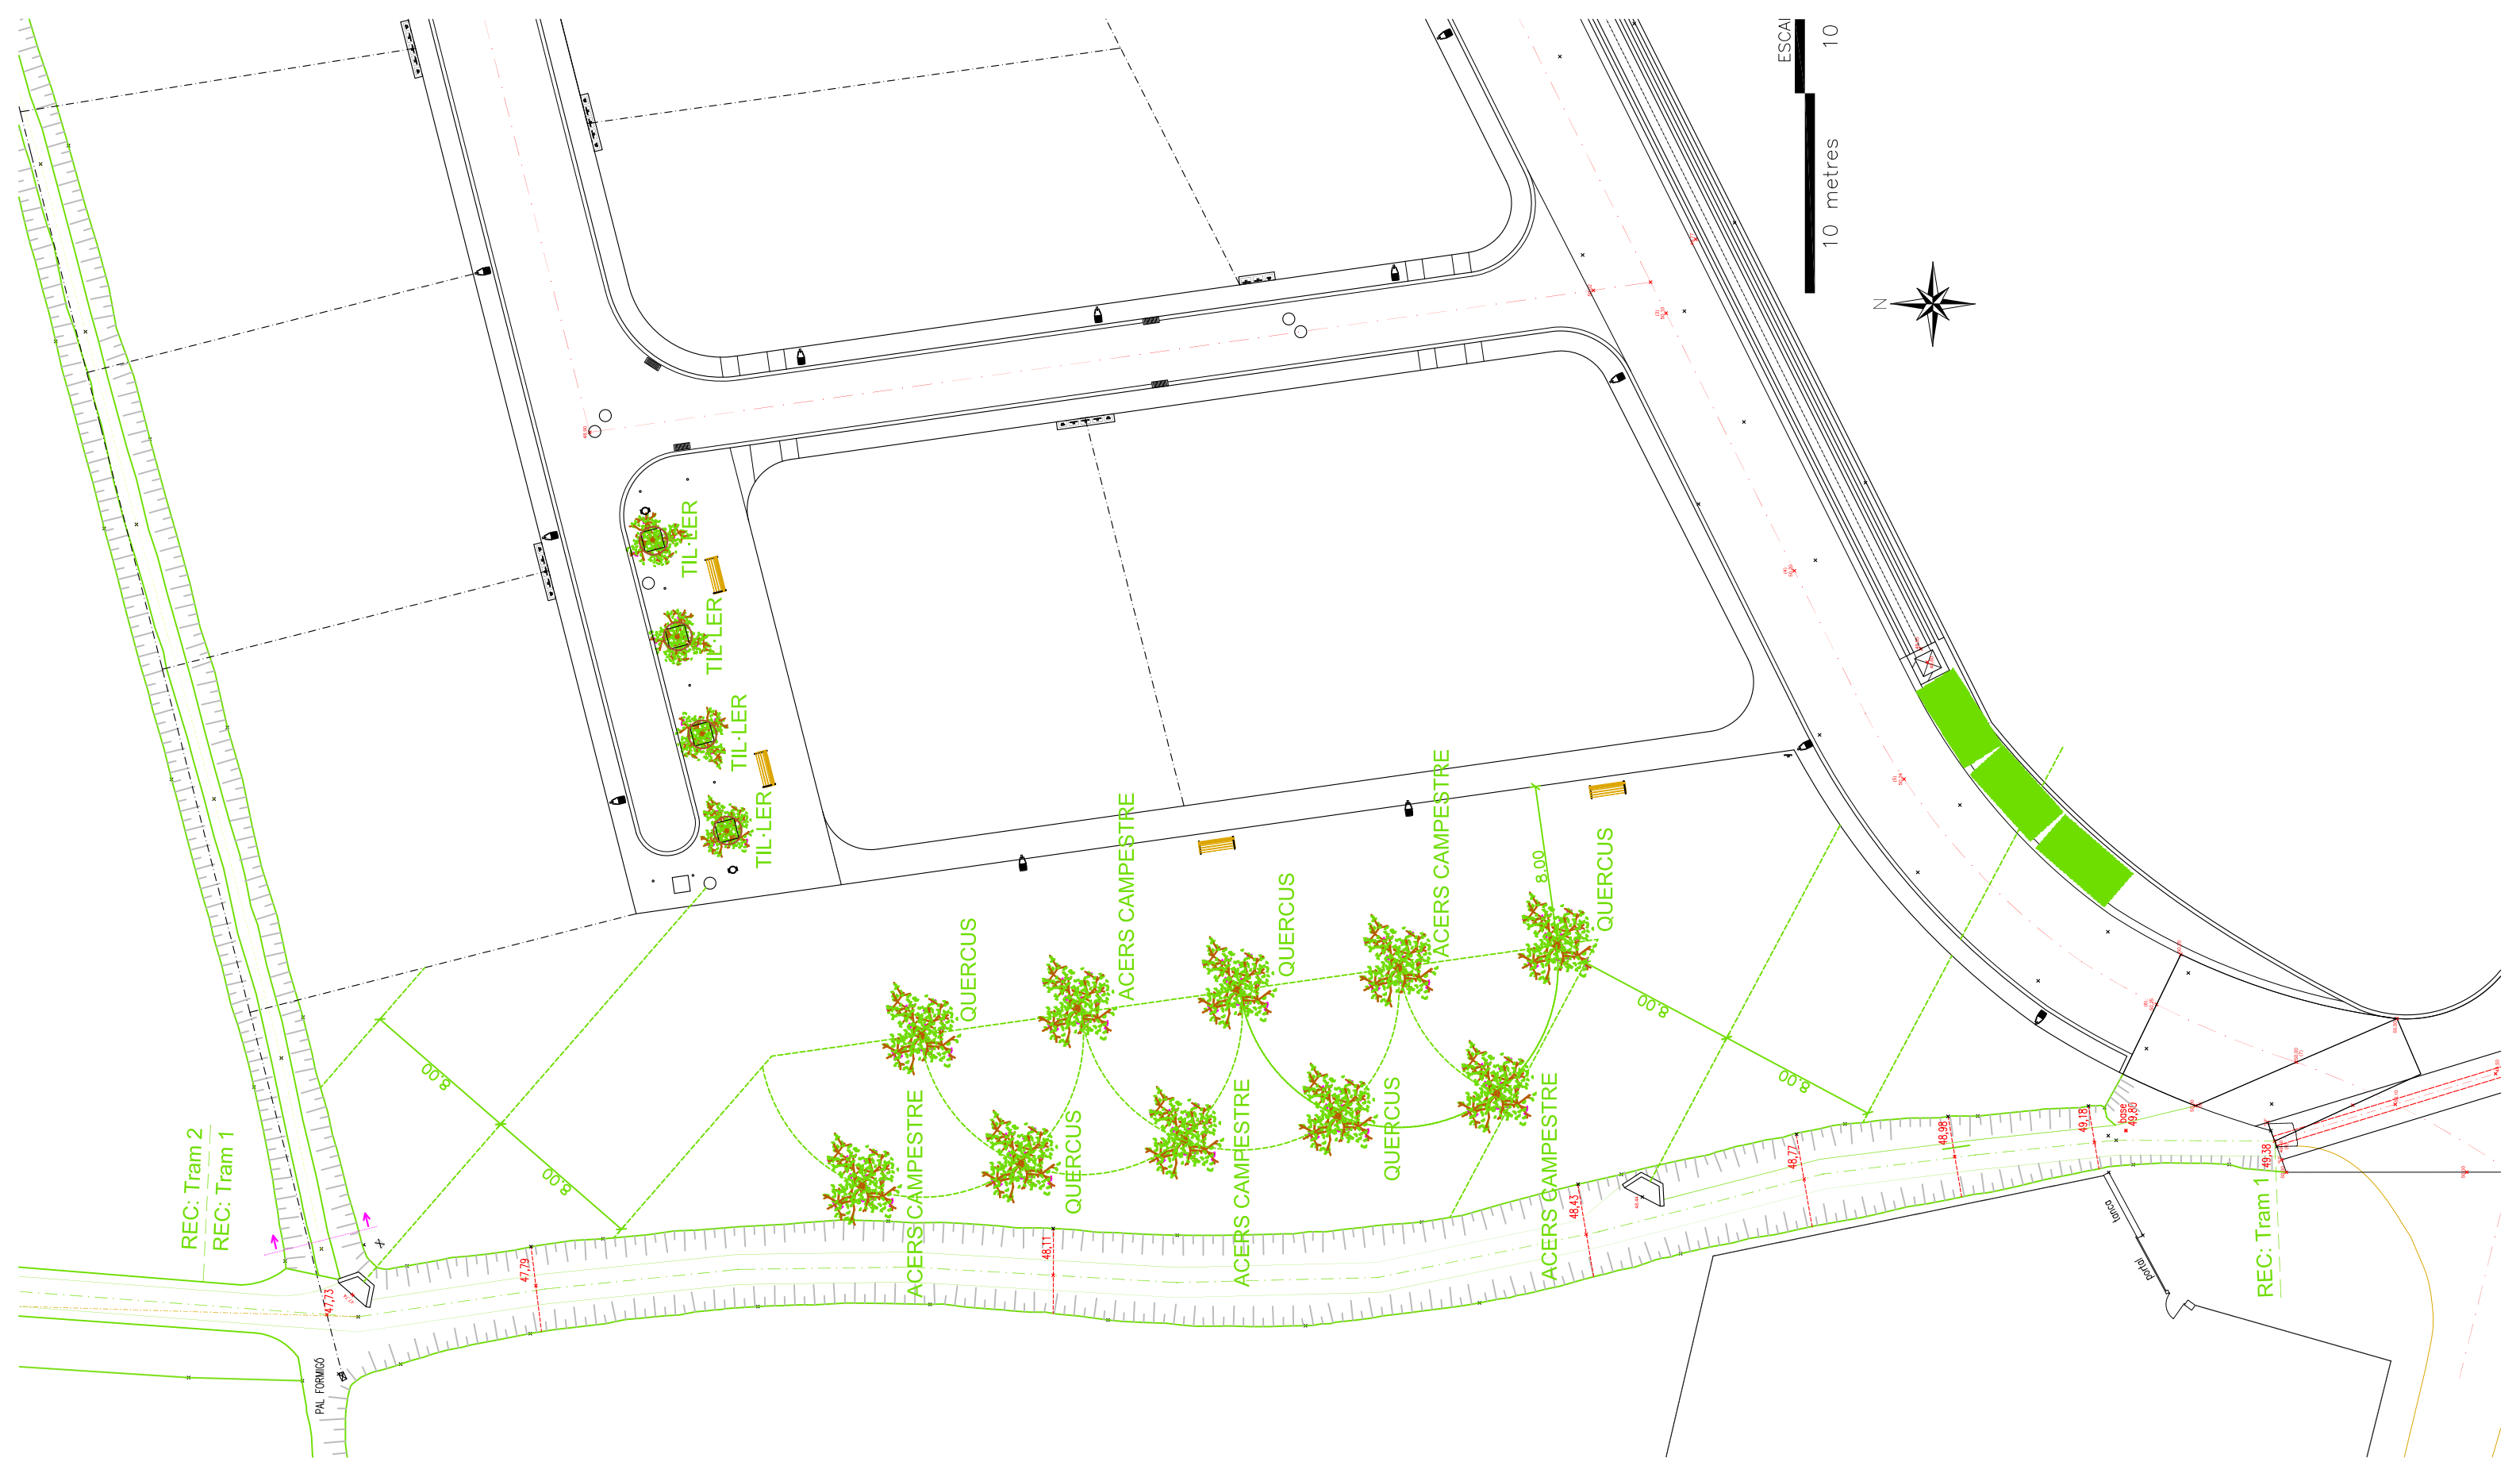 ESCAL
10
10 metres
N
TIL·LER
TIL·LER
TIL·LER
TIL·LER
ACERS CAMPESTRE
ACERS CAMPESTRE
QUERCUS
QUERCUS
QUERCUS
8.00
8.00
8.00
8.00
8.00
ACERS CAMPESTRE
QUERCUS
ACERS CAMPESTRE
QUERCUS
ACERS CAMPESTRE
REC: Tram 2
REC: Tram 1
X
47,73
47,79
48,11
48,43
48,77
48,98
49,18
base
49,80
49,38
REC: Tram 1
tanca
portal
PAL FORMIGÓ